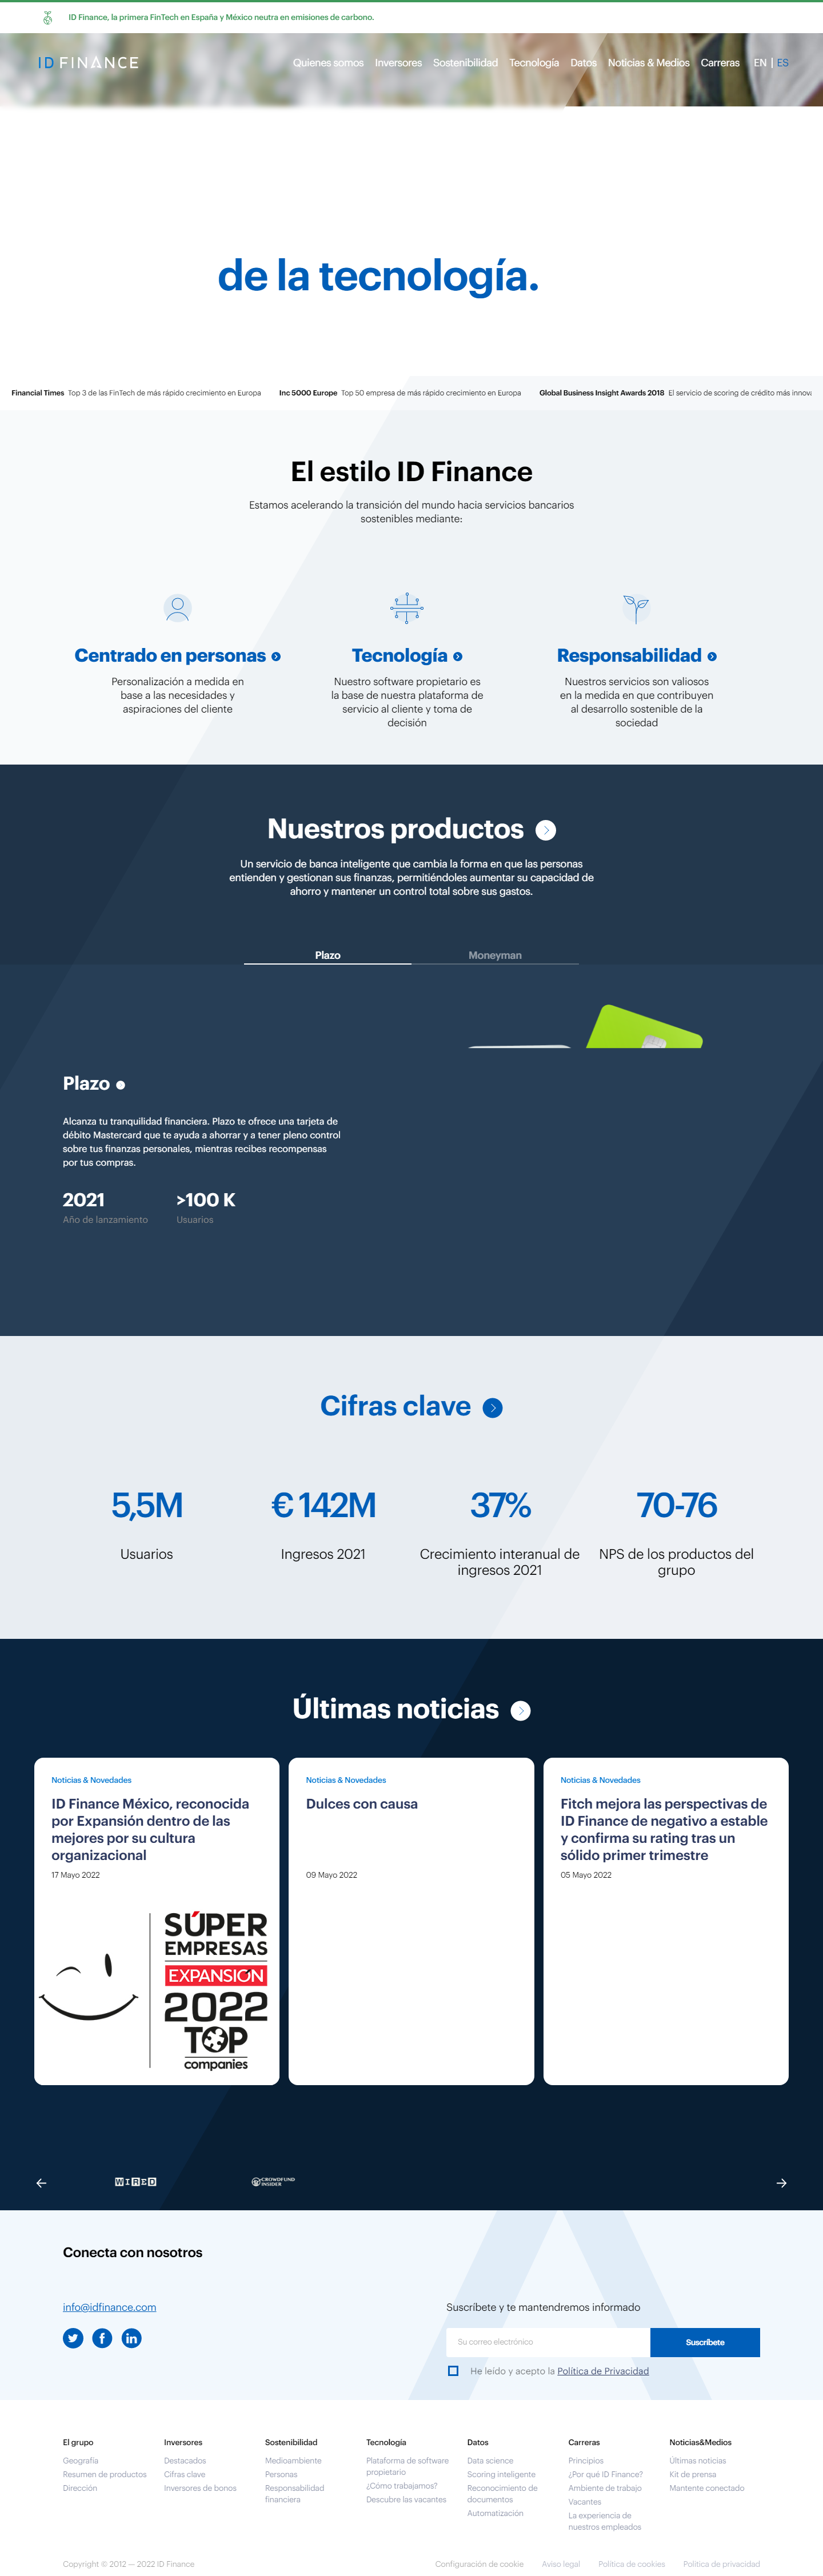 ID Finance, la primera FinTech en España y México neutra en emisiones de carbono.
ID FINANCE
Quienes somos Inversores Sostenibilidad Tecnología Datos Noticias & Medios Carreras EN | ES
de la tecnología.
Financial Times Top 3 de las FinTech de más rápido crecimiento en Europa Inc 5000 Europe Top 50 empresa de más rápido crecimiento en Europa Global Business Insight Awards 2018 El servicio de scoring de crédito más innova
El estilo ID Finance
Estamos acelerando la transición del mundo hacia servicios bancarios
sostenibles mediante:
Centrado en personas
Personalización a medida en
base a las necesidades y
aspiraciones del cliente
Tecnología
Nuestro software propietario es
la base de nuestra plataforma de
servicio al cliente y toma de
decisión
Responsabilidad
Nuestros servicios son valiosos
en la medida en que contribuyen
al desarrollo sostenible de la
sociedad
Nuestros productos
Un servicio de banca inteligente que cambia la forma en que las personas
entienden y gestionan sus finanzas, permitiéndoles aumentar su capacidad de
ahorro y mantener un control total sobre sus gastos.
Plazo Moneyman
Plazo
Alcanza tu tranquilidad financiera. Plazo te ofrece una tarjeta de
débito Mastercard que te ayuda a ahorrar y a tener pleno control
sobre tus finanzas personales, mientras recibes recompensas
por tus compras.
2021
Año de lanzamiento
>100 K
Usuarios
Cifras clave
5,5M
Usuarios
€ 142M
Ingresos 2021
37%
Crecimiento interanual de
ingresos 2021
70-76
NPS de los productos del
grupo
Últimas noticias
Noticias & Novedades
ID Finance México, reconocida
por Expansión dentro de las
mejores por su cultura
organizacional
17 Mayo 2022
SÚPER
EMPRESAS
EXPANSIÓN
2022
TOP
companies
Noticias & Novedades
Dulces con causa
09 Mayo 2022
Noticias & Novedades
Fitch mejora las perspectivas de
ID Finance de negativo a estable
y confirma su rating tras un
sólido primer trimestre
05 Mayo 2022
WIRED
CROWDFUND
INSIDER
Conecta con nosotros
info@idfinance.com
Suscríbete y te mantendremos informado
Su correo electrónico
Suscríbete
He leído y acepto la Política de Privacidad
El grupo
Geografía
Resumen de productos
Dirección
Inversores
Destacados
Cifras clave
Inversores de bonos
Sostenibilidad
Medioambiente
Personas
Responsabilidad
financiera
Tecnología
Plataforma de software
propietario
¿Cómo trabajamos?
Descubre las vacantes
Datos
Data science
Scoring inteligente
Reconocimiento de
documentos
Automatización
Carreras
Principios
¿Por qué ID Finance?
Ambiente de trabajo
Vacantes
La experiencia de
nuestros empleados
Noticias&Medios
Últimas noticias
Kit de prensa
Mantente conectado
Copyright © 2012 — 2022 ID Finance
Configuración de cookie Aviso legal Política de cookies Política de privacidad